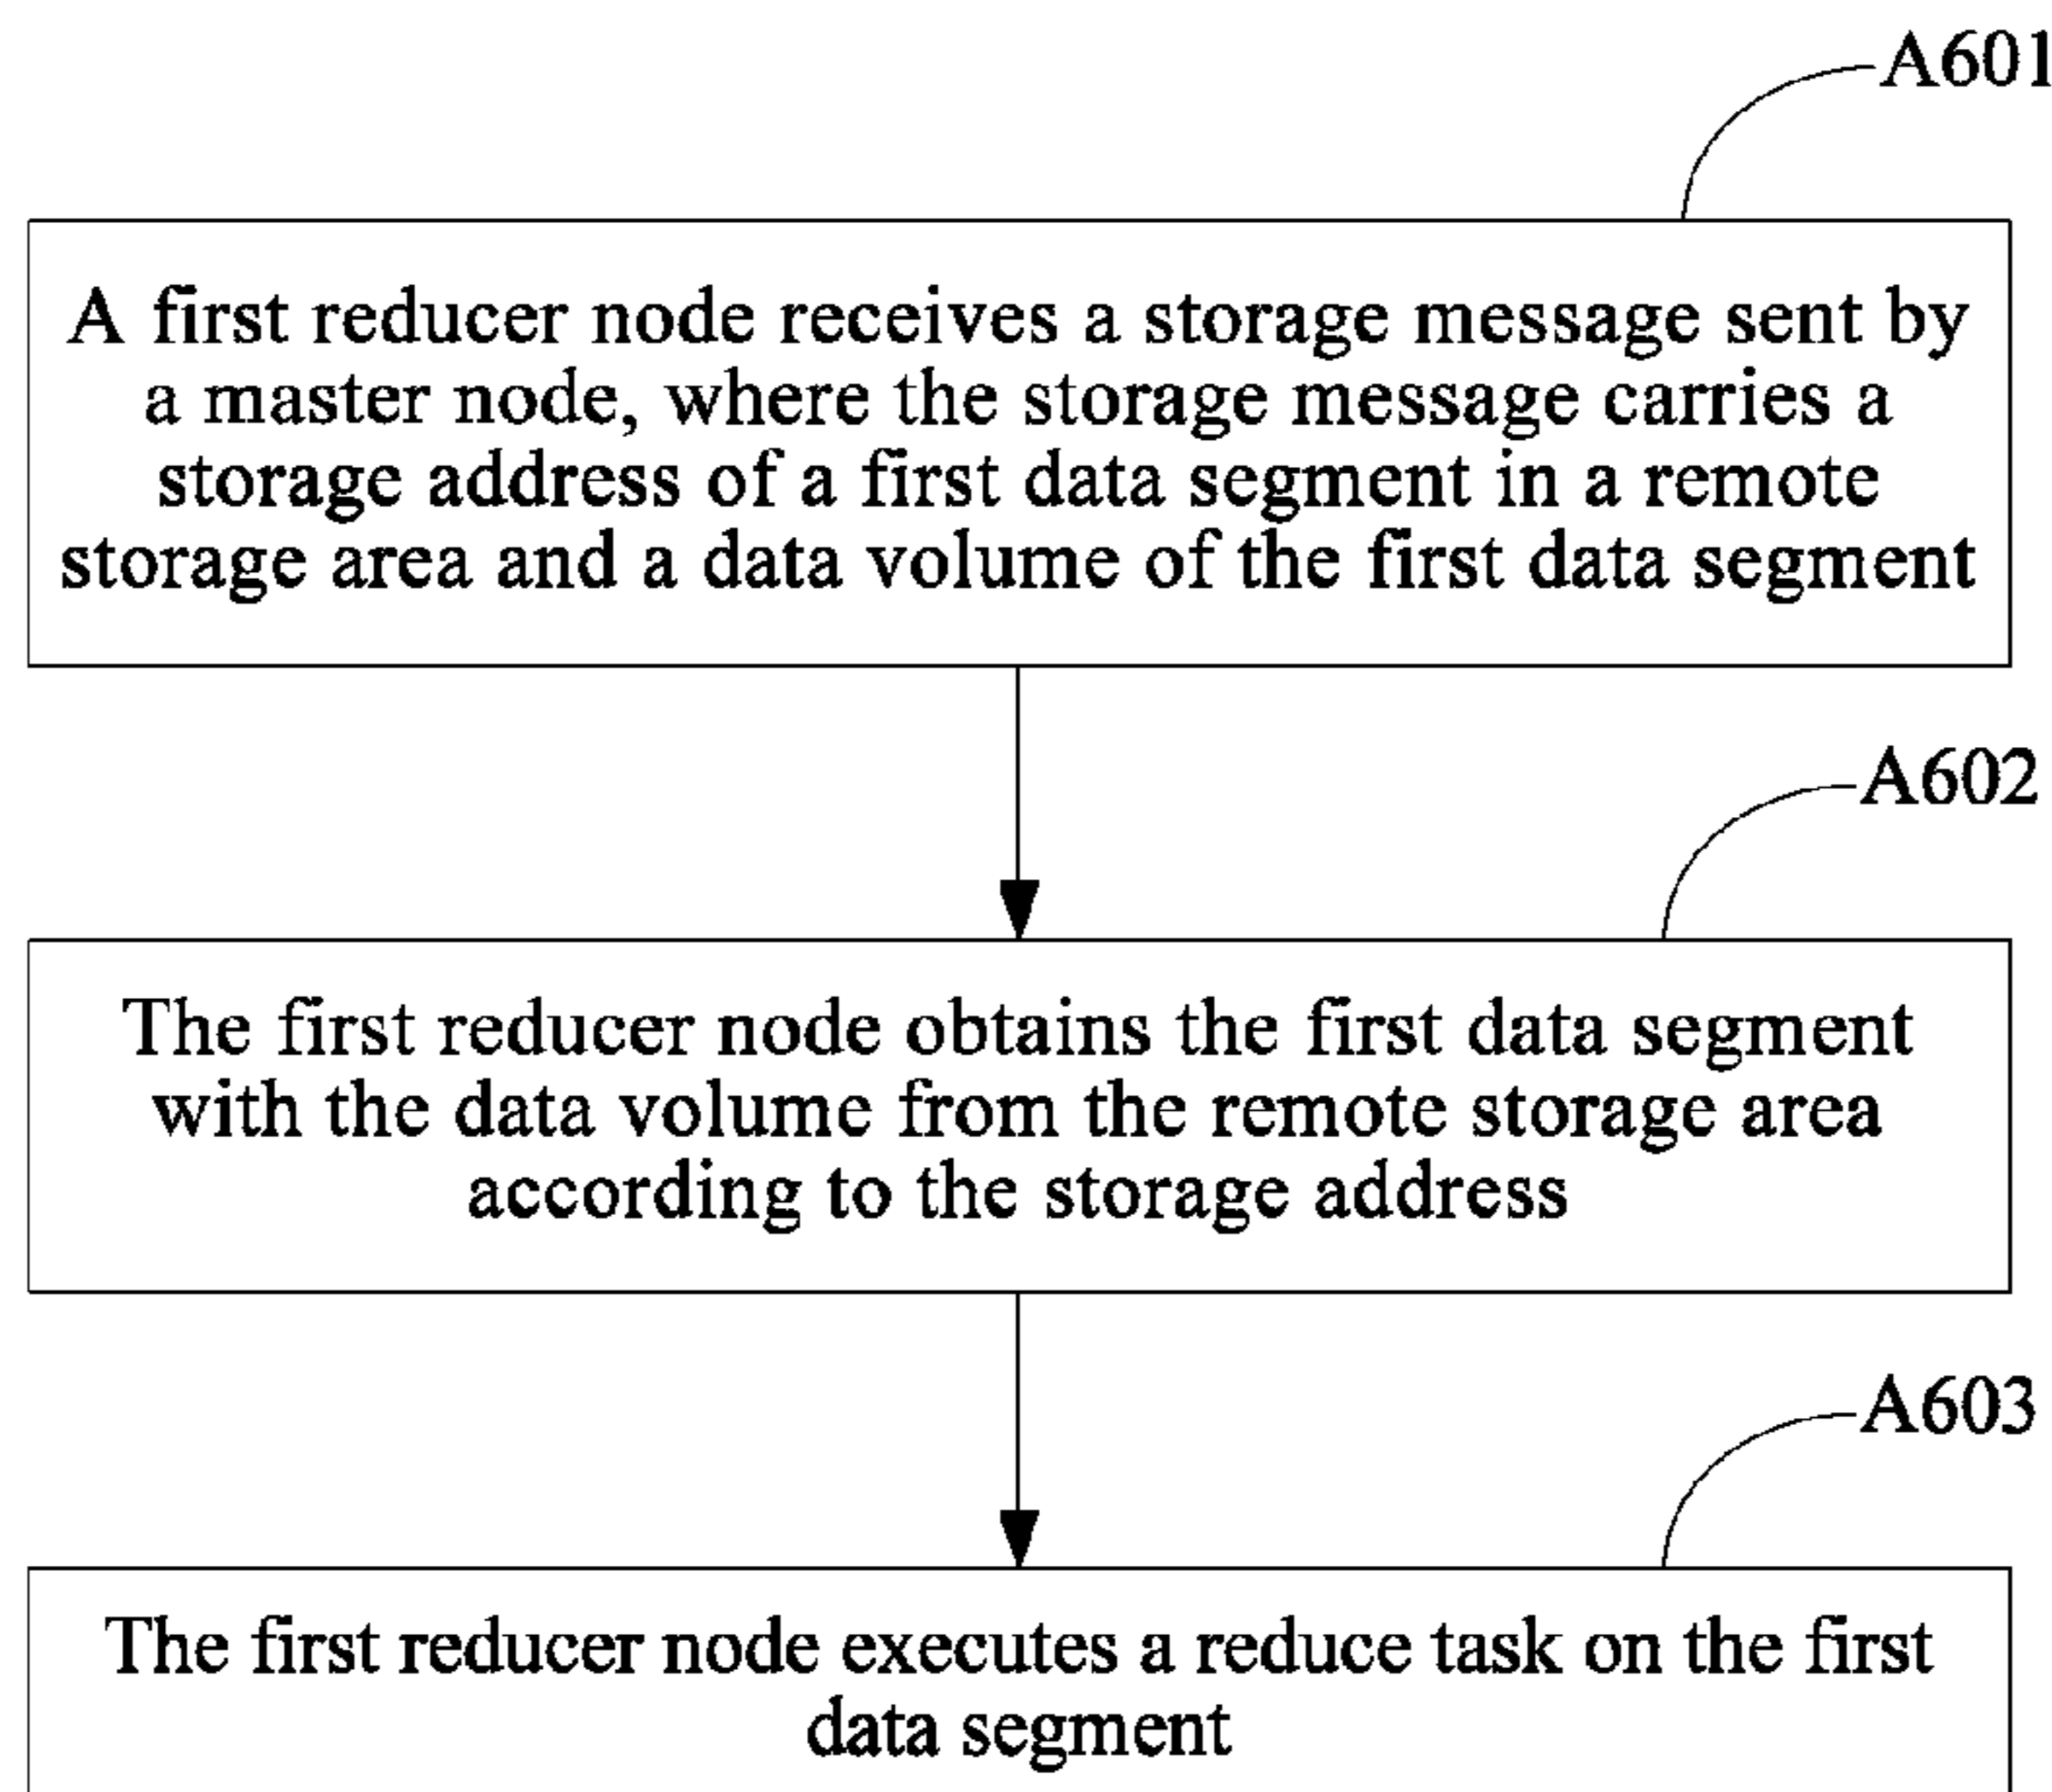 A601
A first reducer node receives a storage message sent by
a master node, where the storage message carries a
storage address of a first data segment in a remote
storage area and a data volume of the first data segment
A602
The first reducer node obtains the first data segment
with the data volume from the remote storage area
according to the storage address
A603
The first reducer node executes a reduce task on the first
data segment